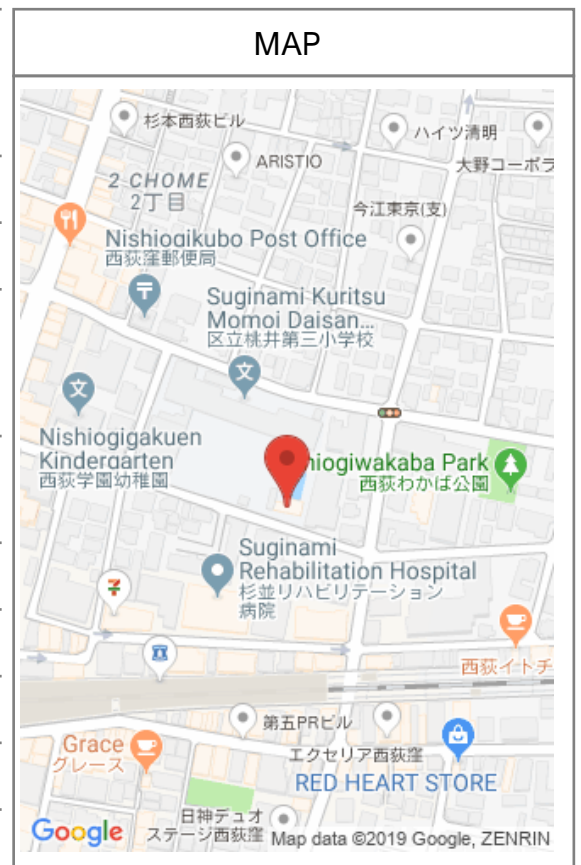 MAP
杉本西荻ビル
ハイツ清明
ARISTIO
大野コーポラ
2 CHOME
2丁目
今江東京(支)
Nishiogikubo Post Office
西荻窪郵便局
Suginami Kuritsu
Momoi Daisan...
区立桃井第三小学校
Nishiogigakuen
Kindergarten
西荻学園幼稚園
hiogiwakaba Park
西荻わかば公園
Suginami
Rehabilitation Hospital
杉並リハビリテーション
病院
西荻イトチ
第五PRビル
Grace
グレース
エクセリア西荻窪
RED HEART STORE
日神デュオ
ステージ西荻窪
Google
Map data ©2019 Google, ZENRIN